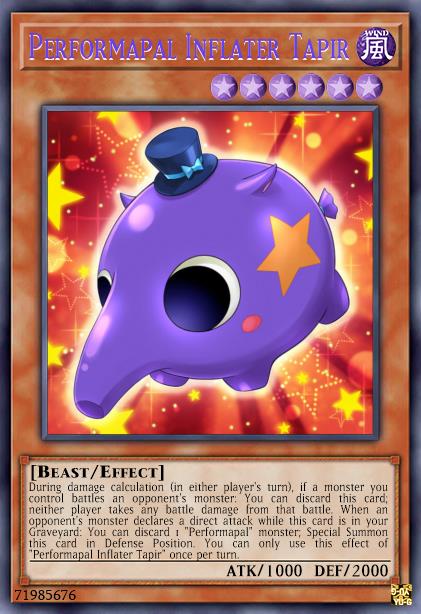 PERFORMAPAL INFLATER TAPIR
WIND
風
[BEAST/EFFECT]
During damage calculation (in either player's turn), if a monster you
control battles an opponent's monster: You can discard this card;
neither player takes any battle damage from that battle. When an
opponent's monster declares a direct attack while this card is in your
Graveyard: You can discard 1 "Performapal" monster; Special Summon
this card in Defense Position. You can only use this effect of
"Performapal Inflater Tapir" once per turn.
ATK/1000 DEF/2000
71985676